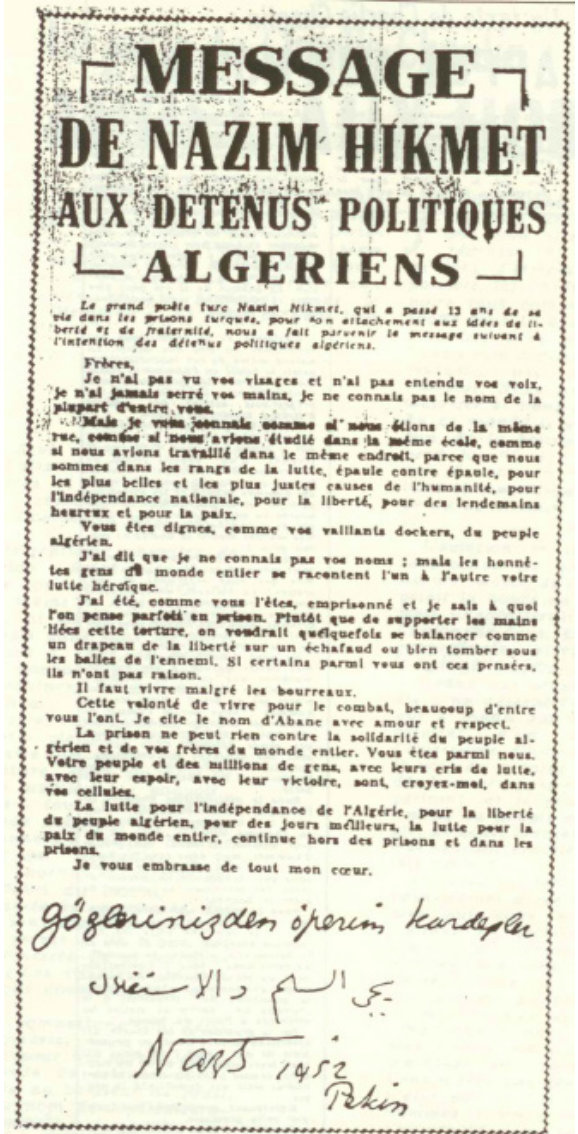 MESSAGE
DE NAZIM HIKMET
AUX DETENUS POLITIQUES
ALGERIENS
Le grand poète turc Nazim Hikmet, qui a passé 13 ans de sa
vie dans les prisons turques, pour son attachement aux idées de li-
berté et de fraternité, nous a fait parvenir le message suivant à
l'intention des détenus politiques algériens.
Frères,
Je n'ai pas vu vos visages et n'ai pas entendu vos voix,
je n'ai jamais serré vos mains, je ne connais pas le nom de la
plupart d'entre vous.
Mais je vous connais comme si nous étions de la même
rue, comme si nous avions étudié dans la même école, comme
si nous avions travaillé dans le même endroit, parce que nous
sommes dans les rangs de la lutte, épaule contre épaule, pour
les plus belles et les plus justes causes de l'humanité, pour
l'indépendance nationale, pour la liberté, pour des lendemains
heureux et pour la paix.
Vous êtes dignes, comme vos vaillants dockers, du peuple
algérien.
J'ai dit que je ne connais pas vos noms ; mais les honnê-
tes gens du monde entier se racontent l'un à l'autre votre
lutte héroïque.
J'ai été, comme vous l'êtes, emprisonné et je sais à quoi
l'on pense parfois en prison. Plutôt que de supporter les mains
liées cette torture, on voudrait quelquefois se balancer comme
un drapeau de la liberté sur un échafaud ou bien tomber sous
les balles de l'ennemi. Si certains parmi vous ont ces pensées,
ils n'ont pas raison.
Il faut vivre malgré les bourreaux.
Cette volonté de vivre pour le combat, beaucoup d'entre
vous l'ont. Je cite le nom d'Abane avec amour et respect.
La prison ne peut rien contre la solidarité du peuple al-
gérien et de vos frères du monde entier. Vous êtes parmi nous.
Votre peuple et des millions de gens, avec leurs cris de lutte,
avec leur espoir, avec leur victoire, sont, croyez-moi, dans
vos cellules.
La lutte pour l'indépendance de l'Algérie, pour la liberté
du peuple algérien, pour des jours meilleurs, la lutte pour la
paix du monde entier, continue hors des prisons et dans les
prisons.
Je vous embrasse de tout mon cœur.
gözlerinizden öperim kardeşler
يحيى السلم و الاستقلال
1952
Pekin